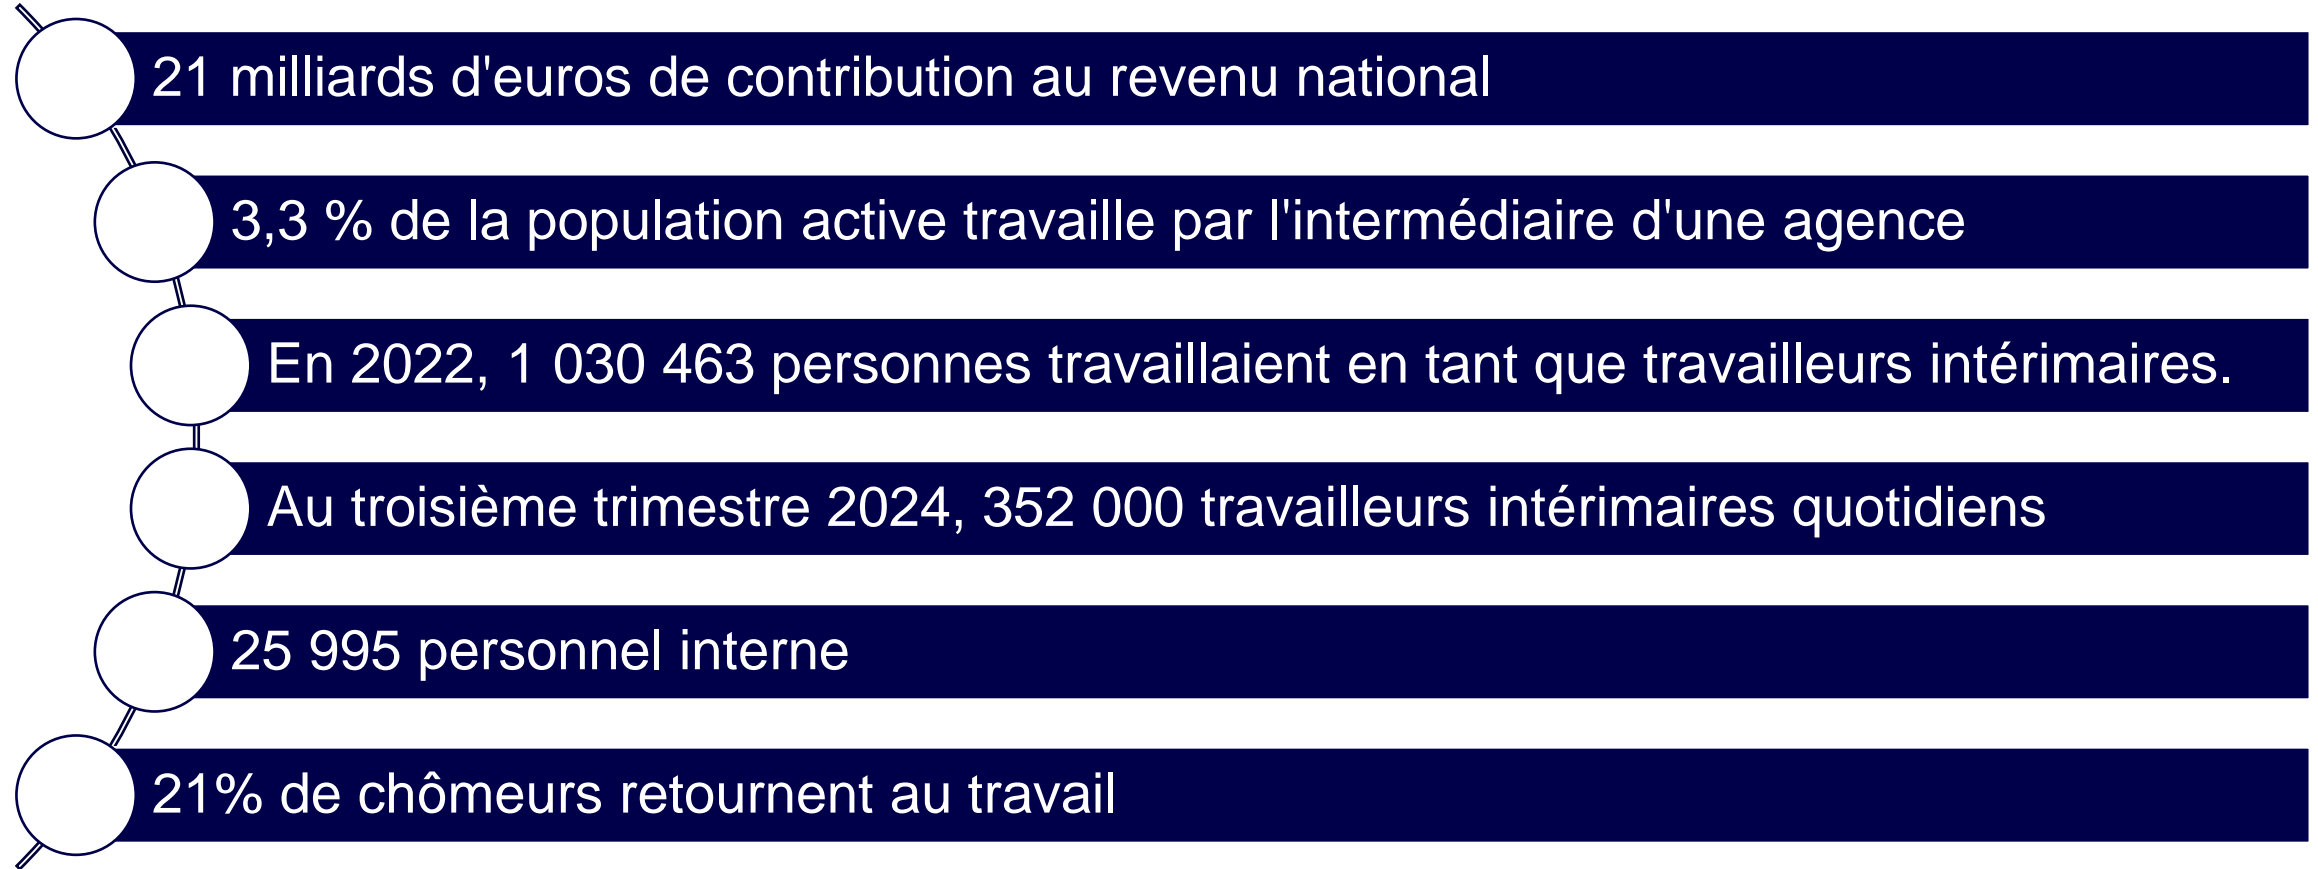 21 milliards d'euros de contribution au revenu national
3,3 % de la population active travaille par l'intermédiaire d'une agence
En 2022, 1 030 463 personnes travaillaient en tant que travailleurs intérimaires.
Au troisième trimestre 2024, 352 000 travailleurs intérimaires quotidiens
25 995 personnel interne
21% de chômeurs retournent au travail